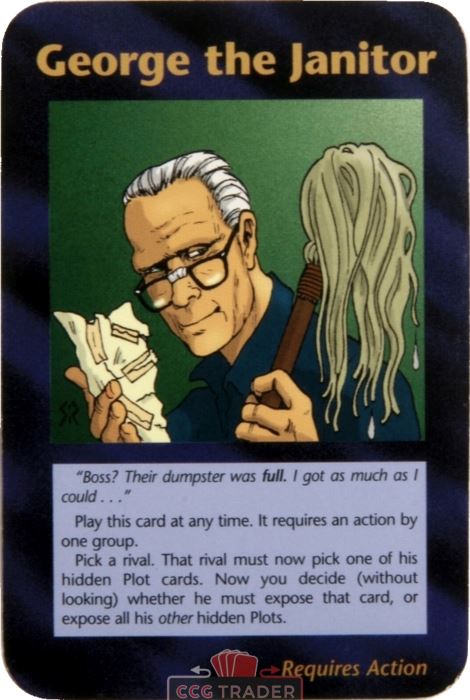 George the Janitor
SR
"Boss? Their dumpster was full. I got as much as I
could . . ."
Play this card at any time. It requires an action by
one group.
Pick a rival. That rival must now pick one of his
hidden Plot cards. Now you decide (without
looking) whether he must expose that card, or
expose all his other hidden Plots.
Requires Action
CCG TRADER